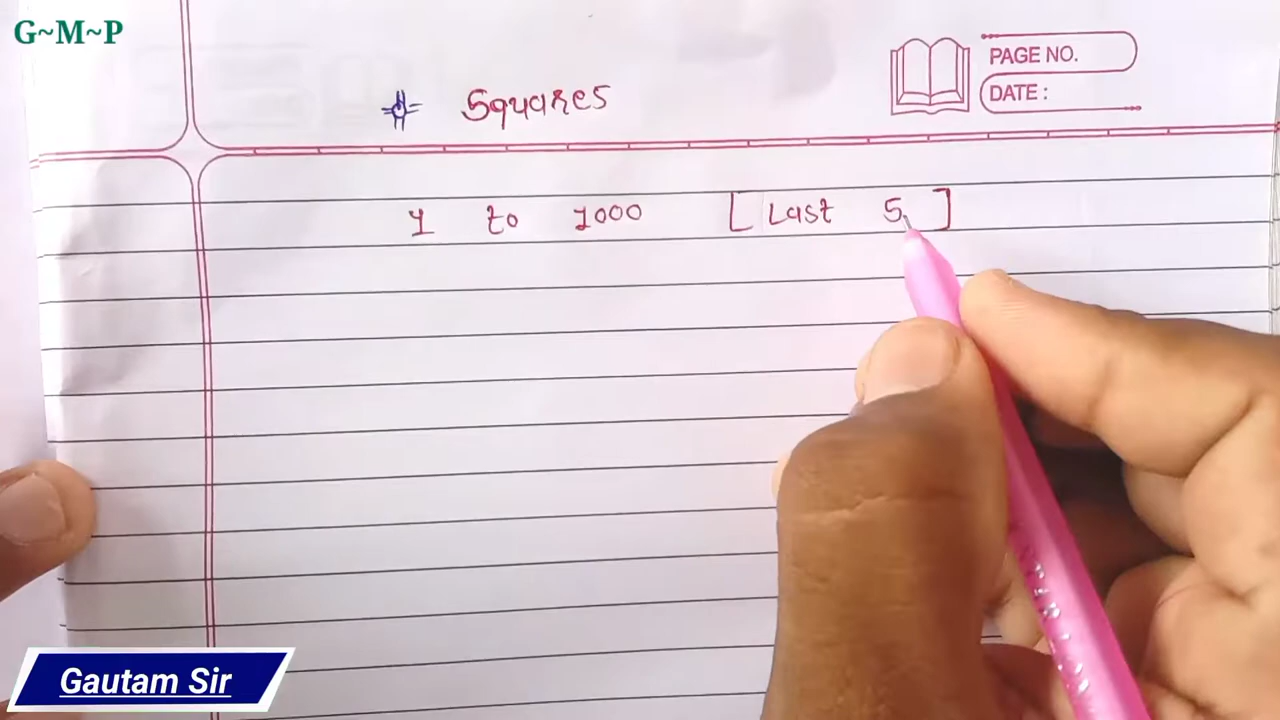 G~M~P
PAGE NO.
DATE :
# Squares
1 to 1000 [ Last 5 ]
Gautam Sir